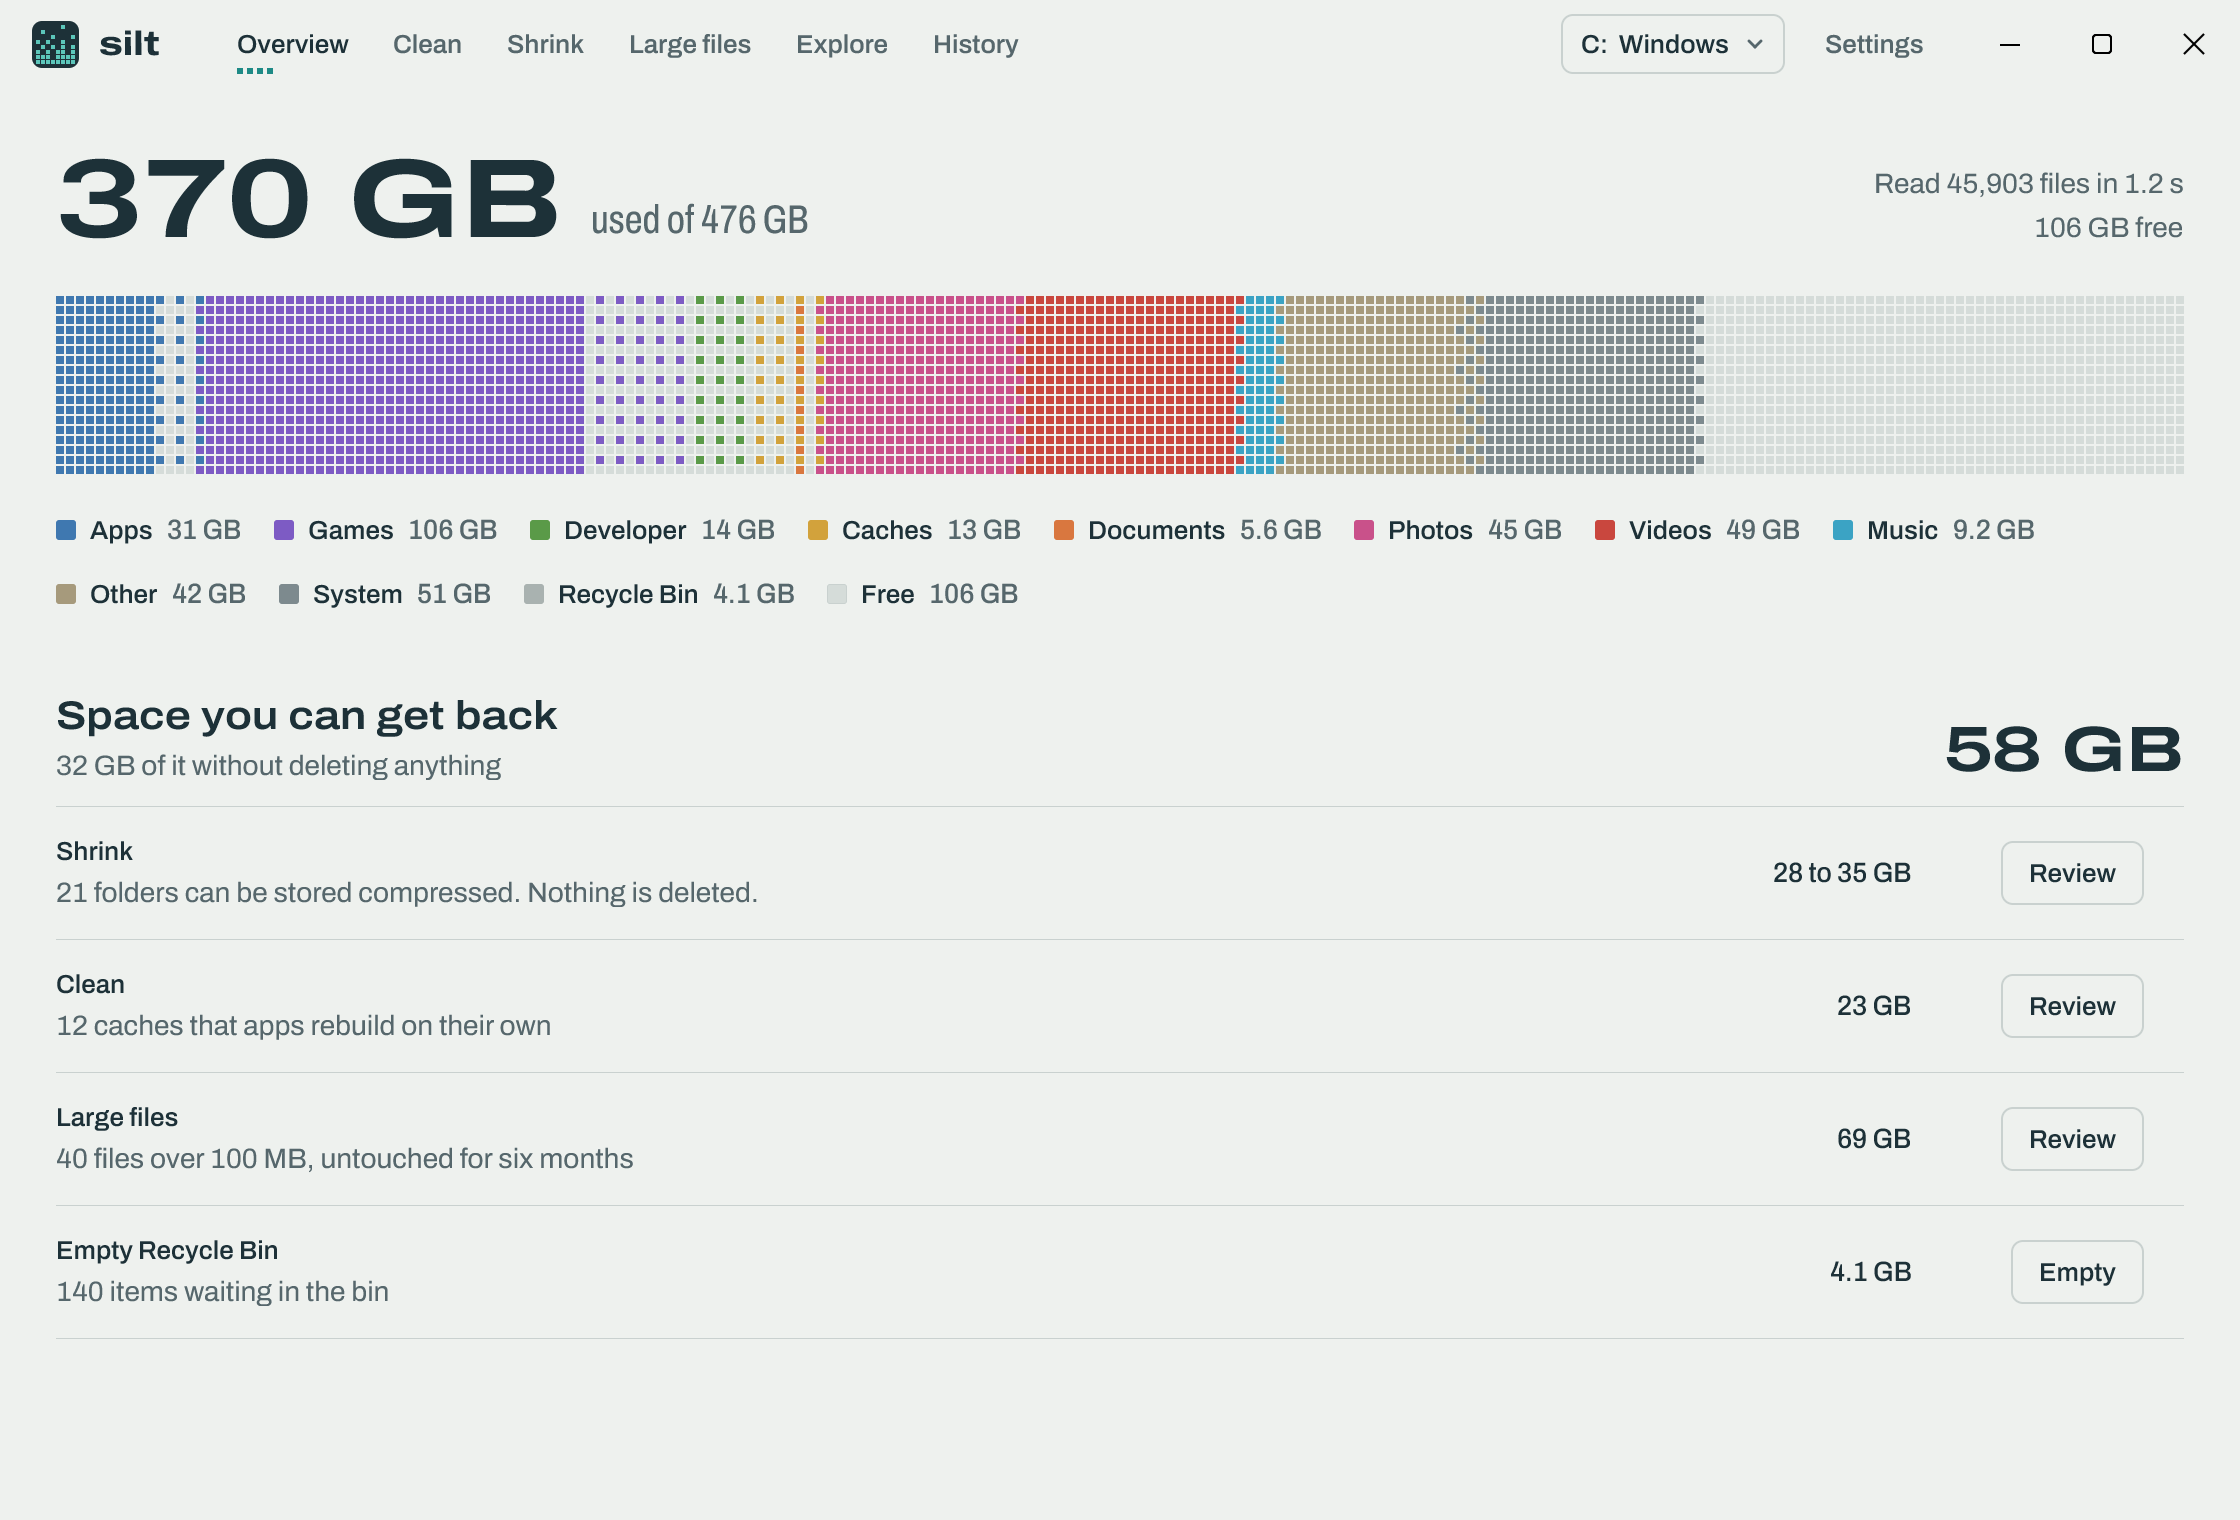 silt Overview Clean Shrink Large files Explore History C: Windows Settings
370 GB used of 476 GB
Read 45,903 files in 1.2 s
106 GB free
Apps 31 GB Games 106 GB Developer 14 GB Caches 13 GB Documents 5.6 GB Photos 45 GB Videos 49 GB Music 9.2 GB
Other 42 GB System 51 GB Recycle Bin 4.1 GB Free 106 GB
Space you can get back
32 GB of it without deleting anything
58 GB
Shrink
21 folders can be stored compressed. Nothing is deleted.
28 to 35 GB Review
Clean
12 caches that apps rebuild on their own
23 GB Review
Large files
40 files over 100 MB, untouched for six months
69 GB Review
Empty Recycle Bin
140 items waiting in the bin
4.1 GB Empty